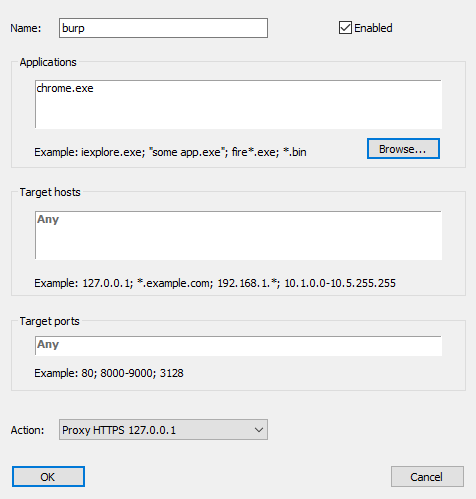 Name: burp Enabled
Applications
chrome.exe
Example: iexplore.exe; "some app.exe"; fire*.exe; *.bin Browse...
Target hosts
Any
Example: 127.0.0.1; *.example.com; 192.168.1.*; 10.1.0.0-10.5.255.255
Target ports
Any
Example: 80; 8000-9000; 3128
Action: Proxy HTTPS 127.0.0.1
OK Cancel